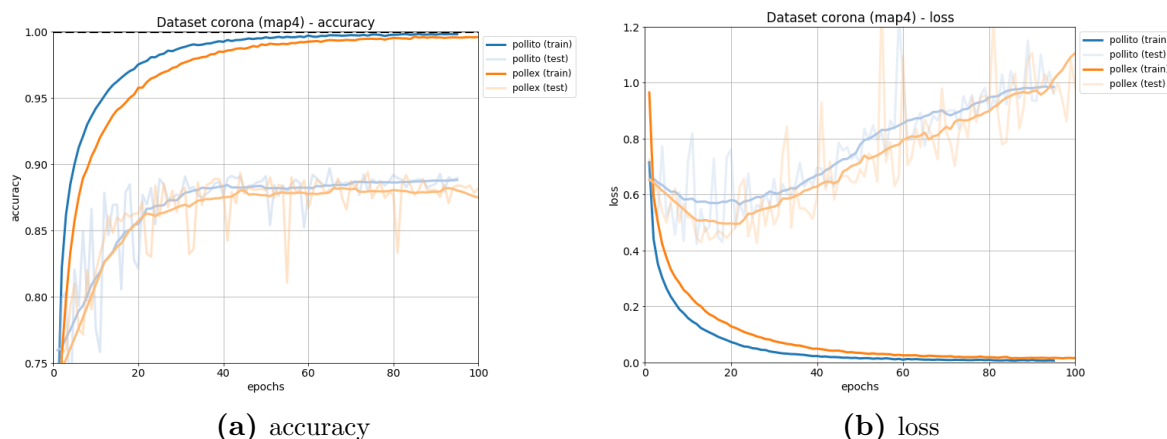 Dataset corona (map4) - accuracy
1.00
0.95
0.90
0.85
0.80
0.75
accuracy
0
20
40
60
80
100
epochs
pollito (train)
pollito (test)
pollex (train)
pollex (test)
(a) accuracy
Dataset corona (map4) - loss
1.2
1.0
0.8
0.6
0.4
0.2
0.0
loss
0
20
40
60
80
100
epochs
pollito (train)
pollito (test)
pollex (train)
pollex (test)
(b) loss